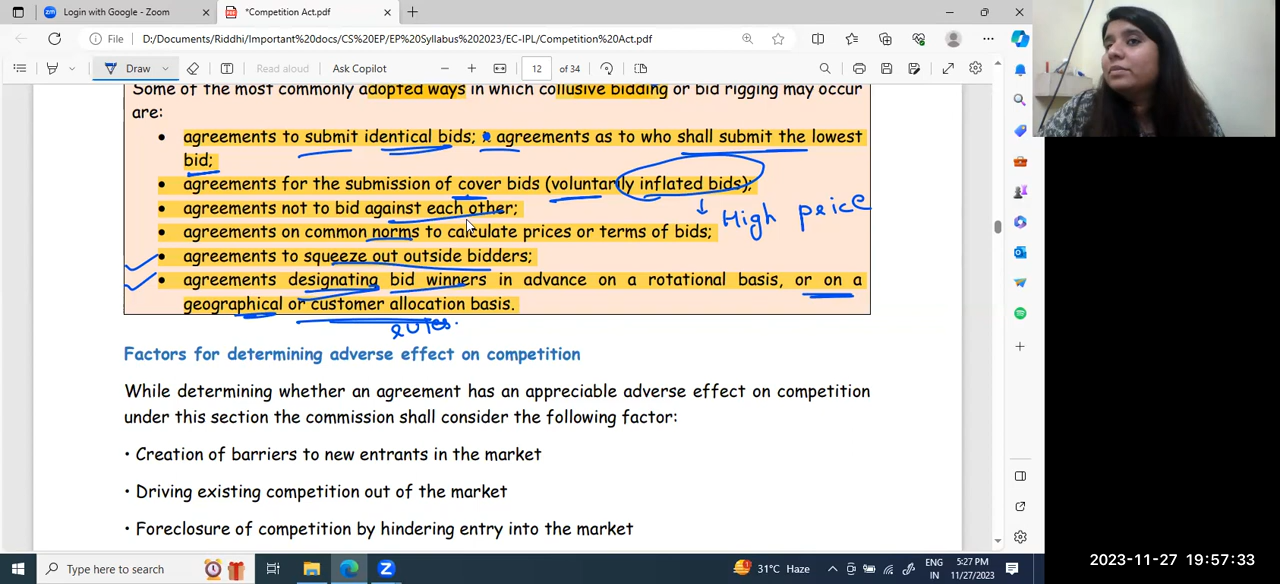 Login with Google - Zoom
*Competition Act.pdf
File
D:/Documents/Riddhi/Important%20docs/CS%20EP/EP%20Syllabus%202023/EC-IPL/Competition%20Act.pdf
Draw
Read aloud
Ask Copilot
12
of 34
Some of the most commonly adopted ways in which collusive bidding or bid rigging may occur
are:
• agreements to submit identical bids; • agreements as to who shall submit the lowest
bid;
• agreements for the submission of cover bids (voluntarily inflated bids);
• agreements not to bid against each other;
High price
• agreements on common norms to calculate prices or terms of bids;
• agreements to squeeze out outside bidders;
• agreements designating bid winners in advance on a rotational basis, or on a
geographical or customer allocation basis.
Factors for determining adverse effect on competition
While determining whether an agreement has an appreciable adverse effect on competition
under this section the commission shall consider the following factor:
• Creation of barriers to new entrants in the market
• Driving existing competition out of the market
• Foreclosure of competition by hindering entry into the market
Type here to search
31°C Haze
ENG
IN
5:27 PM
11/27/2023
2023-11-27 19:57:33